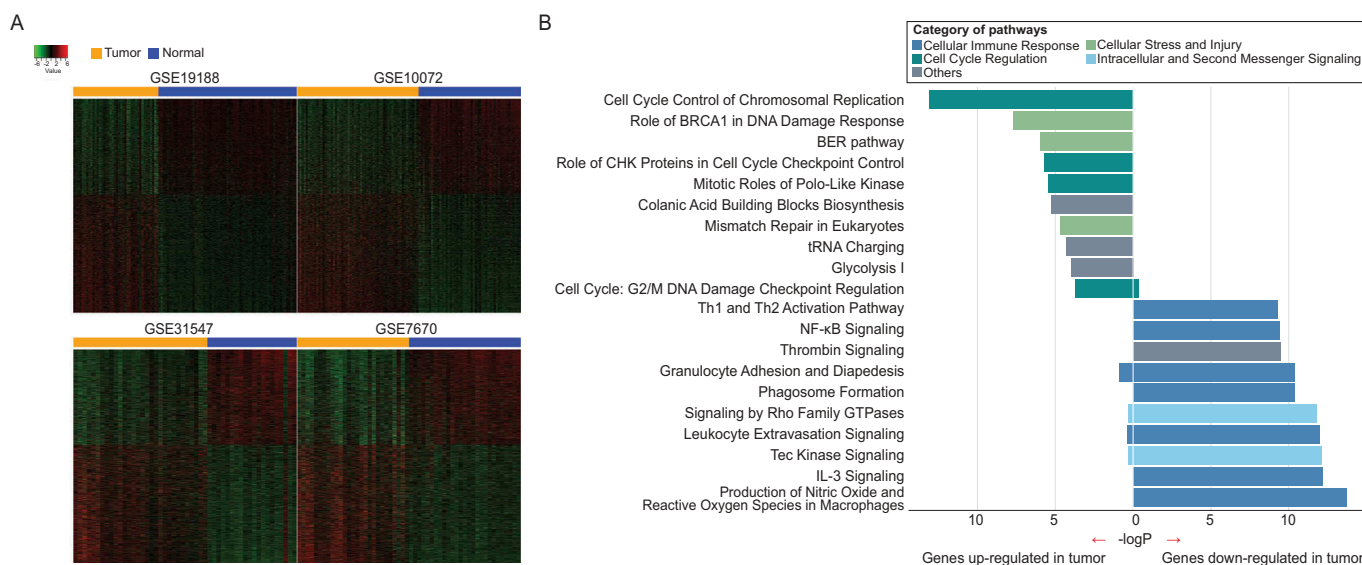 A
-6 -2 2 6
Value
Tumor Normal
GSE19188 GSE10072
GSE31547 GSE7670
B
Category of pathways
Cellular Immune Response Cellular Stress and Injury
Cell Cycle Regulation Intracellular and Second Messenger Signaling
Others
Cell Cycle Control of Chromosomal Replication
Role of BRCA1 in DNA Damage Response
BER pathway
Role of CHK Proteins in Cell Cycle Checkpoint Control
Mitotic Roles of Polo-Like Kinase
Colanic Acid Building Blocks Biosynthesis
Mismatch Repair in Eukaryotes
tRNA Charging
Glycolysis I
Cell Cycle: G2/M DNA Damage Checkpoint Regulation
Th1 and Th2 Activation Pathway
NF-κB Signaling
Thrombin Signaling
Granulocyte Adhesion and Diapedesis
Phagosome Formation
Signaling by Rho Family GTPases
Leukocyte Extravasation Signaling
Tec Kinase Signaling
IL-3 Signaling
Production of Nitric Oxide and
Reactive Oxygen Species in Macrophages
10 5 0 5 10
← -logP →
Genes up-regulated in tumor Genes down-regulated in tumor